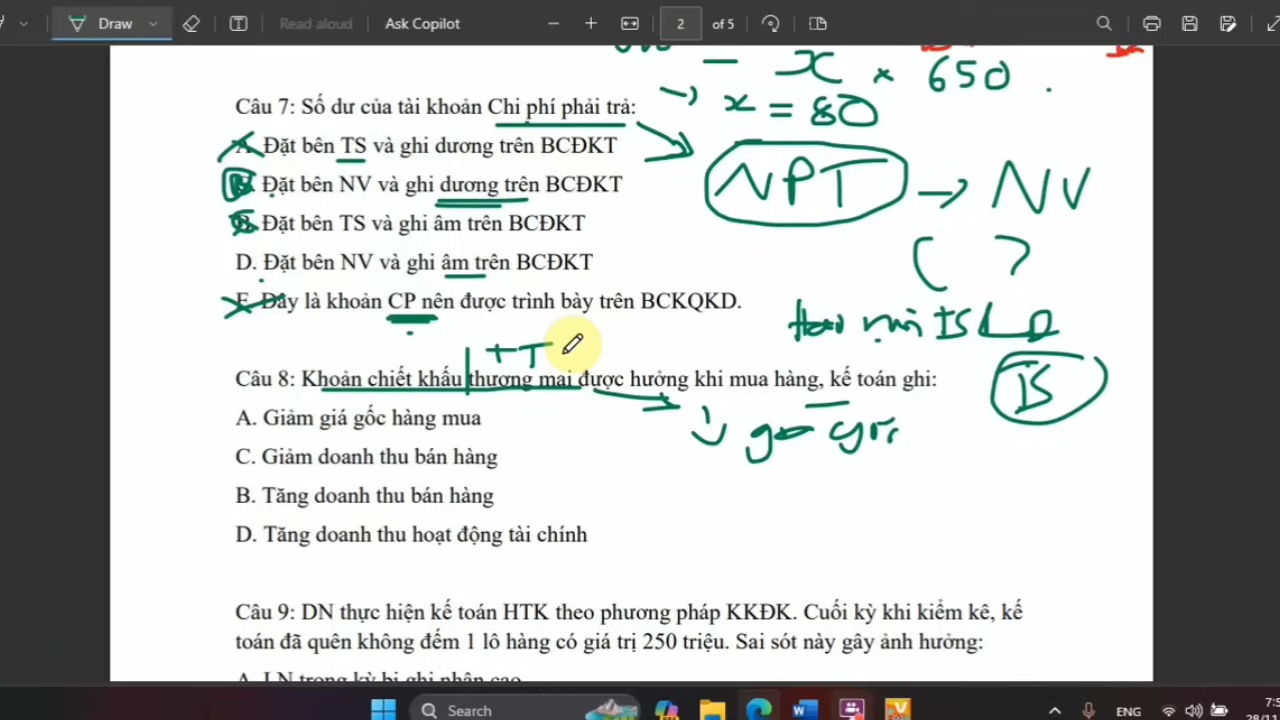 Draw
Read aloud
Ask Copilot
2
of 5
x × 650
x = 80
Câu 7: Số dư của tài khoản Chi phí phải trả:
A. Đặt bên TS và ghi dương trên BCĐKT
Đặt bên NV và ghi dương trên BCĐKT
B. Đặt bên TS và ghi âm trên BCĐKT
D. Đặt bên NV và ghi âm trên BCĐKT
E. Đây là khoản CP nên được trình bày trên BCKQKD.
NPT → NV
( )
TS
+T
Câu 8: Khoản chiết khấu thương mại được hưởng khi mua hàng, kế toán ghi:
A. Giảm giá gốc hàng mua
C. Giảm doanh thu bán hàng
B. Tăng doanh thu bán hàng
D. Tăng doanh thu hoạt động tài chính
Câu 9: DN thực hiện kế toán HTK theo phương pháp KKĐK. Cuối kỳ khi kiểm kê, kế
toán đã quên không đếm 1 lô hàng có giá trị 250 triệu. Sai sót này gây ảnh hưởng:
A. LN trong kỳ bị ghi nhận cao
Search
ENG